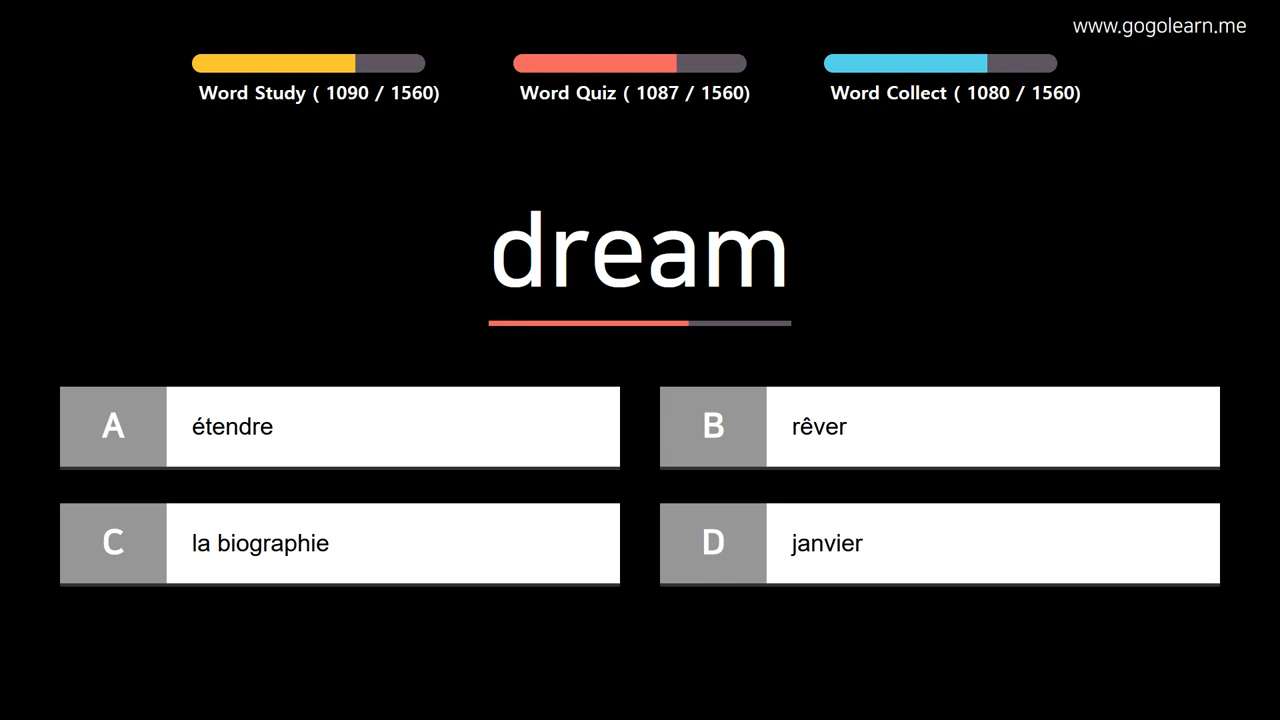 www.gogolearn.me
Word Study ( 1090 / 1560)
Word Quiz ( 1087 / 1560)
Word Collect ( 1080 / 1560)
dream
A étendre
B rêver
C la biographie
D janvier